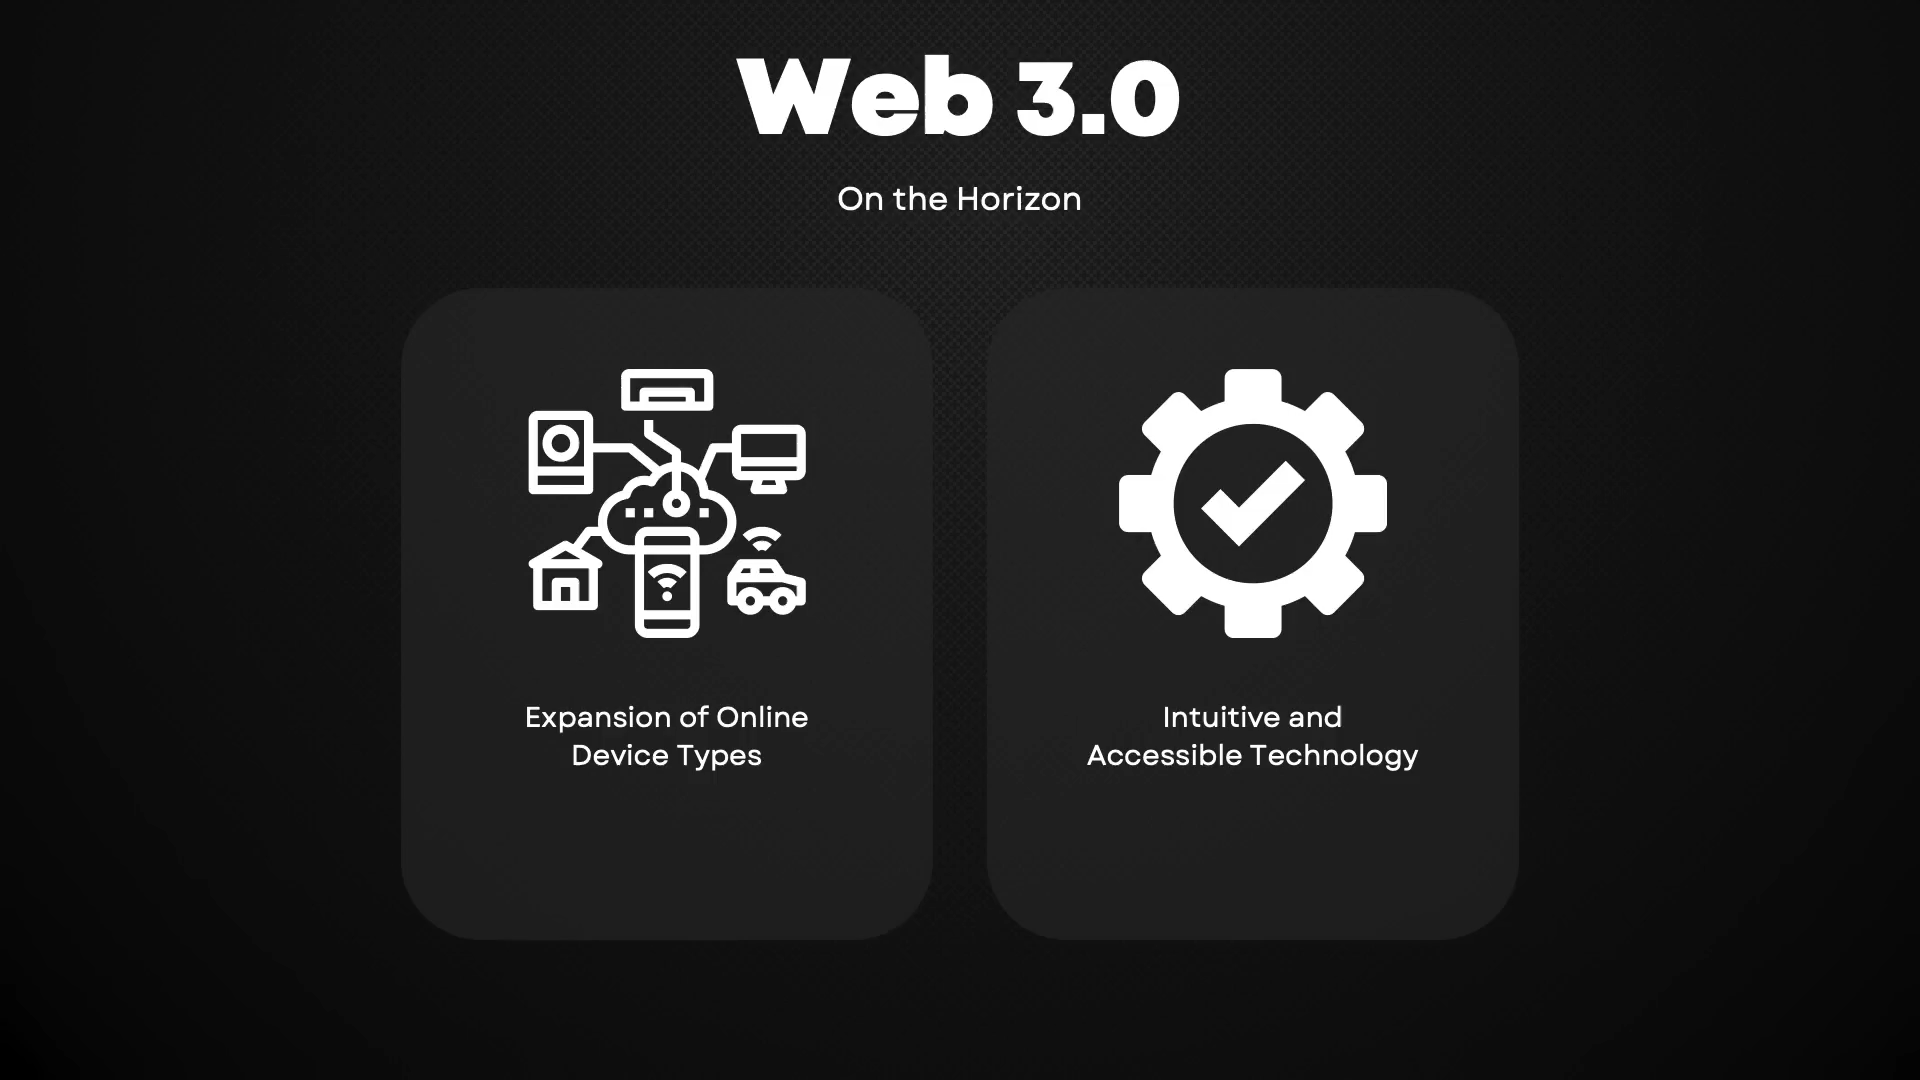 Web 3.0
On the Horizon
Expansion of Online
Device Types
Intuitive and
Accessible Technology